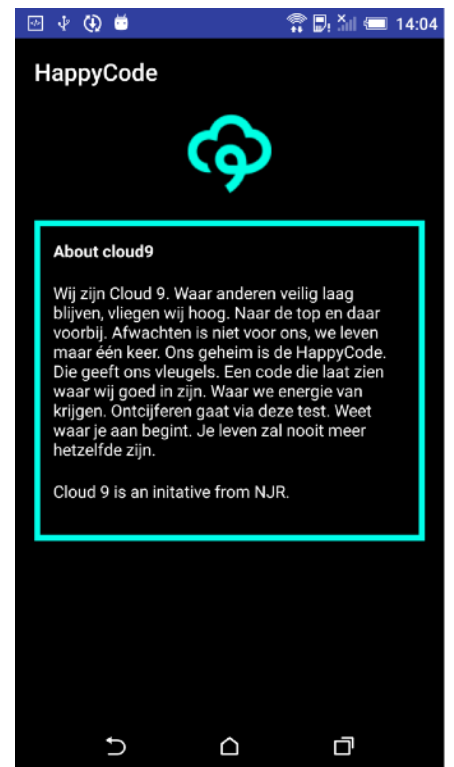 14:04
HappyCode
About cloud9
Wij zijn Cloud 9. Waar anderen veilig laag
blijven, vliegen wij hoog. Naar de top en daar
voorbij. Afwachten is niet voor ons, we leven
maar één keer. Ons geheim is de HappyCode.
Die geeft ons vleugels. Een code die laat zien
waar wij goed in zijn. Waar we energie van
krijgen. Ontcijferen gaat via deze test. Weet
waar je aan begint. Je leven zal nooit meer
hetzelfde zijn.
Cloud 9 is an initative from NJR.